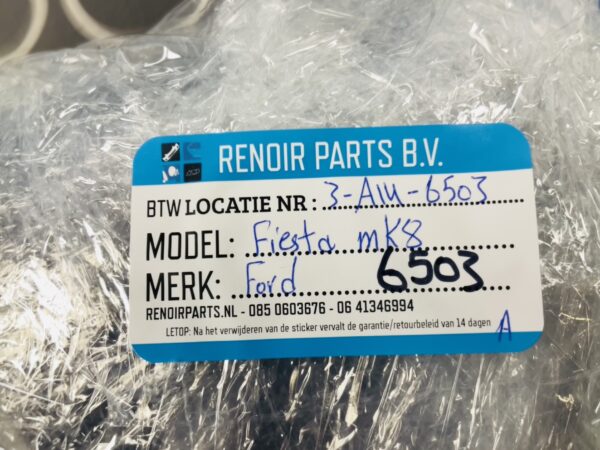 RENOIR PARTS B.V.
BTW LOCATIE NR : 3-A14-6503
MODEL: Fiesta mK8
MERK: Ford 6503
RENOIRPARTS.NL - 085 0603676 - 06 41346994
LETOP: Na het verwijderen van de sticker vervalt de garantie/retourbeleid van 14 dagen
A